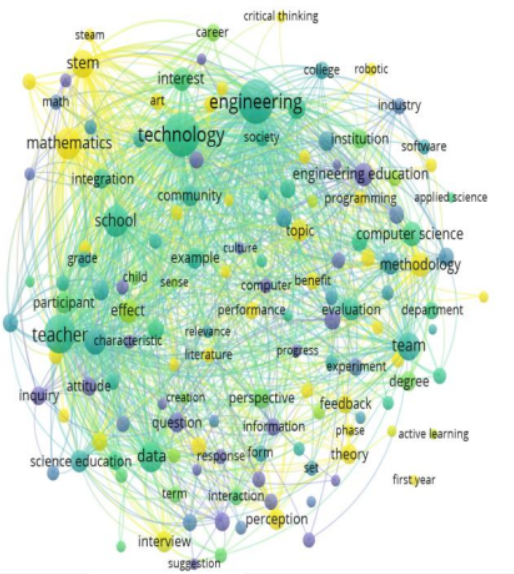 critical thinking
steam
career
stem
interest
college
robotic
math
art
engineering
industry
technology
society
mathematics
institution
software
integration
engineering education
community
programming
applied science
school
topic
computer science
culture
grade
example
methodology
child
sense
computer
benefit
participant
effect
performance
evaluation
department
teacher
characteristic
relevance
team
literature
progress
experiment
inquiry
attitude
degree
creation
perspective
feedback
question
information
phase
active learning
science education
data
response
form
theory
set
first year
term
interaction
perception
interview
suggestion